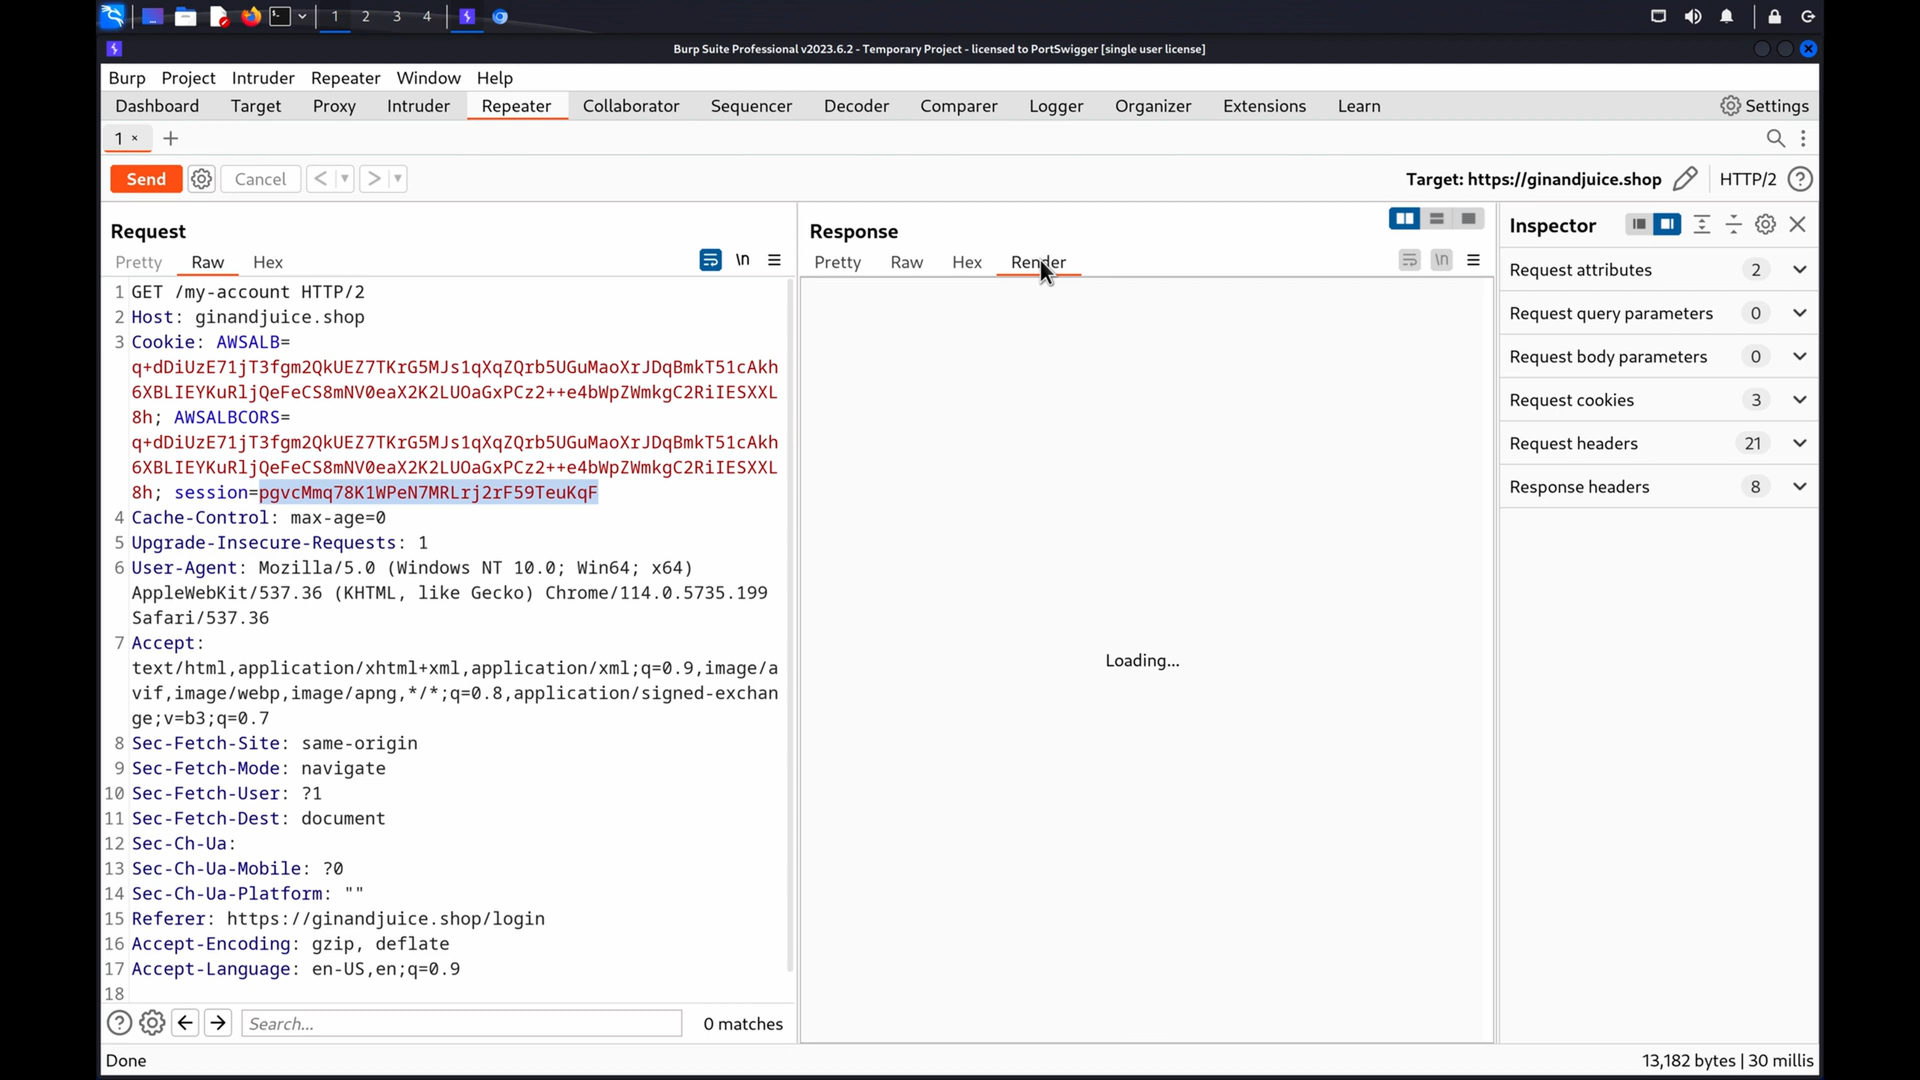 1 2 3 4
Burp Suite Professional v2023.6.2 - Temporary Project - licensed to PortSwigger [single user license]
Burp Project Intruder Repeater Window Help
Dashboard Target Proxy Intruder Repeater Collaborator Sequencer Decoder Comparer Logger Organizer Extensions Learn Settings
1 × +
Send Cancel < > Target: https://ginandjuice.shop HTTP/2 ?
Request
Pretty Raw Hex \n
1 GET /my-account HTTP/2
2 Host: ginandjuice.shop
3 Cookie: AWSALB=
q+dDiUzE71jT3fgm2QkUEZ7TKrG5MJs1qXqZQrb5UGuMaoXrJDqBmkT51cAkh
6XBLIEYKuRljQeFeCS8mNV0eaX2K2LUOaGxPCz2++e4bWpZWmkgC2RiIESXXL
8h; AWSALBCORS=
q+dDiUzE71jT3fgm2QkUEZ7TKrG5MJs1qXqZQrb5UGuMaoXrJDqBmkT51cAkh
6XBLIEYKuRljQeFeCS8mNV0eaX2K2LUOaGxPCz2++e4bWpZWmkgC2RiIESXXL
8h; session=pgvcMmq78K1WPeN7MRLrj2rF59TeuKqF
4 Cache-Control: max-age=0
5 Upgrade-Insecure-Requests: 1
6 User-Agent: Mozilla/5.0 (Windows NT 10.0; Win64; x64)
AppleWebKit/537.36 (KHTML, like Gecko) Chrome/114.0.5735.199
Safari/537.36
7 Accept:
text/html,application/xhtml+xml,application/xml;q=0.9,image/a
vif,image/webp,image/apng,*/*;q=0.8,application/signed-exchan
ge;v=b3;q=0.7
8 Sec-Fetch-Site: same-origin
9 Sec-Fetch-Mode: navigate
10 Sec-Fetch-User: ?1
11 Sec-Fetch-Dest: document
12 Sec-Ch-Ua:
13 Sec-Ch-Ua-Mobile: ?0
14 Sec-Ch-Ua-Platform: ""
15 Referer: https://ginandjuice.shop/login
16 Accept-Encoding: gzip, deflate
17 Accept-Language: en-US,en;q=0.9
18
? Search... 0 matches
Response
Pretty Raw Hex Render \n
Loading...
Inspector
Request attributes 2
Request query parameters 0
Request body parameters 0
Request cookies 3
Request headers 21
Response headers 8
Done 13,182 bytes | 30 millis